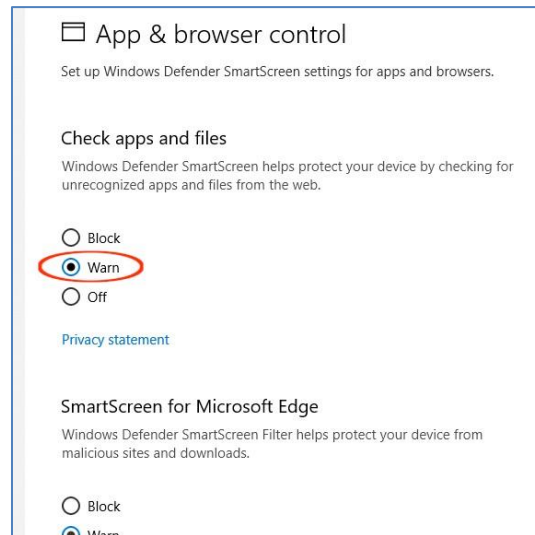 App & browser control
Set up Windows Defender SmartScreen settings for apps and browsers.
Check apps and files
Windows Defender SmartScreen helps protect your device by checking for
unrecognized apps and files from the web.
Block
Warn
Off
Privacy statement
SmartScreen for Microsoft Edge
Windows Defender SmartScreen Filter helps protect your device from
malicious sites and downloads.
Block
Warn